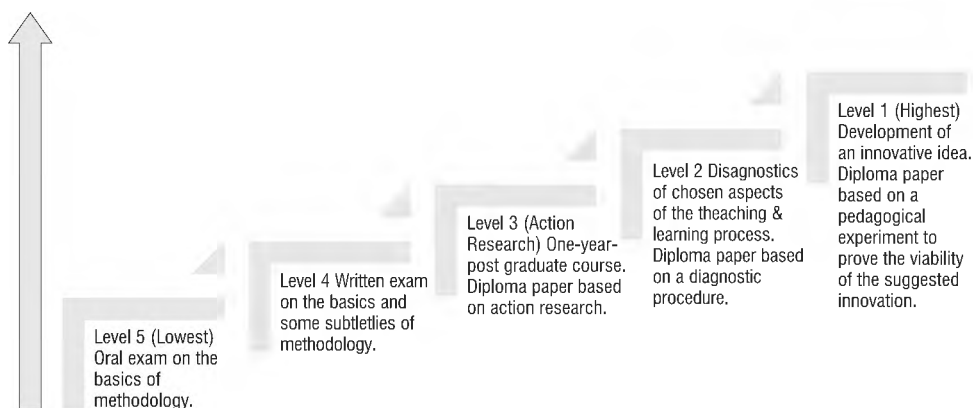 Level 5 (Lowest)
Oral exam on the
basics of
methodology.
Level 4 Written exam
on the basics and
some subtletlies of
methodology.
Level 3 (Action
Research) One-year-
post graduate course.
Diploma paper based
on action research.
Level 2 Disagnostics
of chosen aspects
of the theaching &
learning process.
Diploma paper based
on a diagnostic
procedure.
Level 1 (Highest)
Development of
an innovative idea.
Diploma paper
based on a
pedagogical
experiment to
prove the viability
of the suggested
innovation.